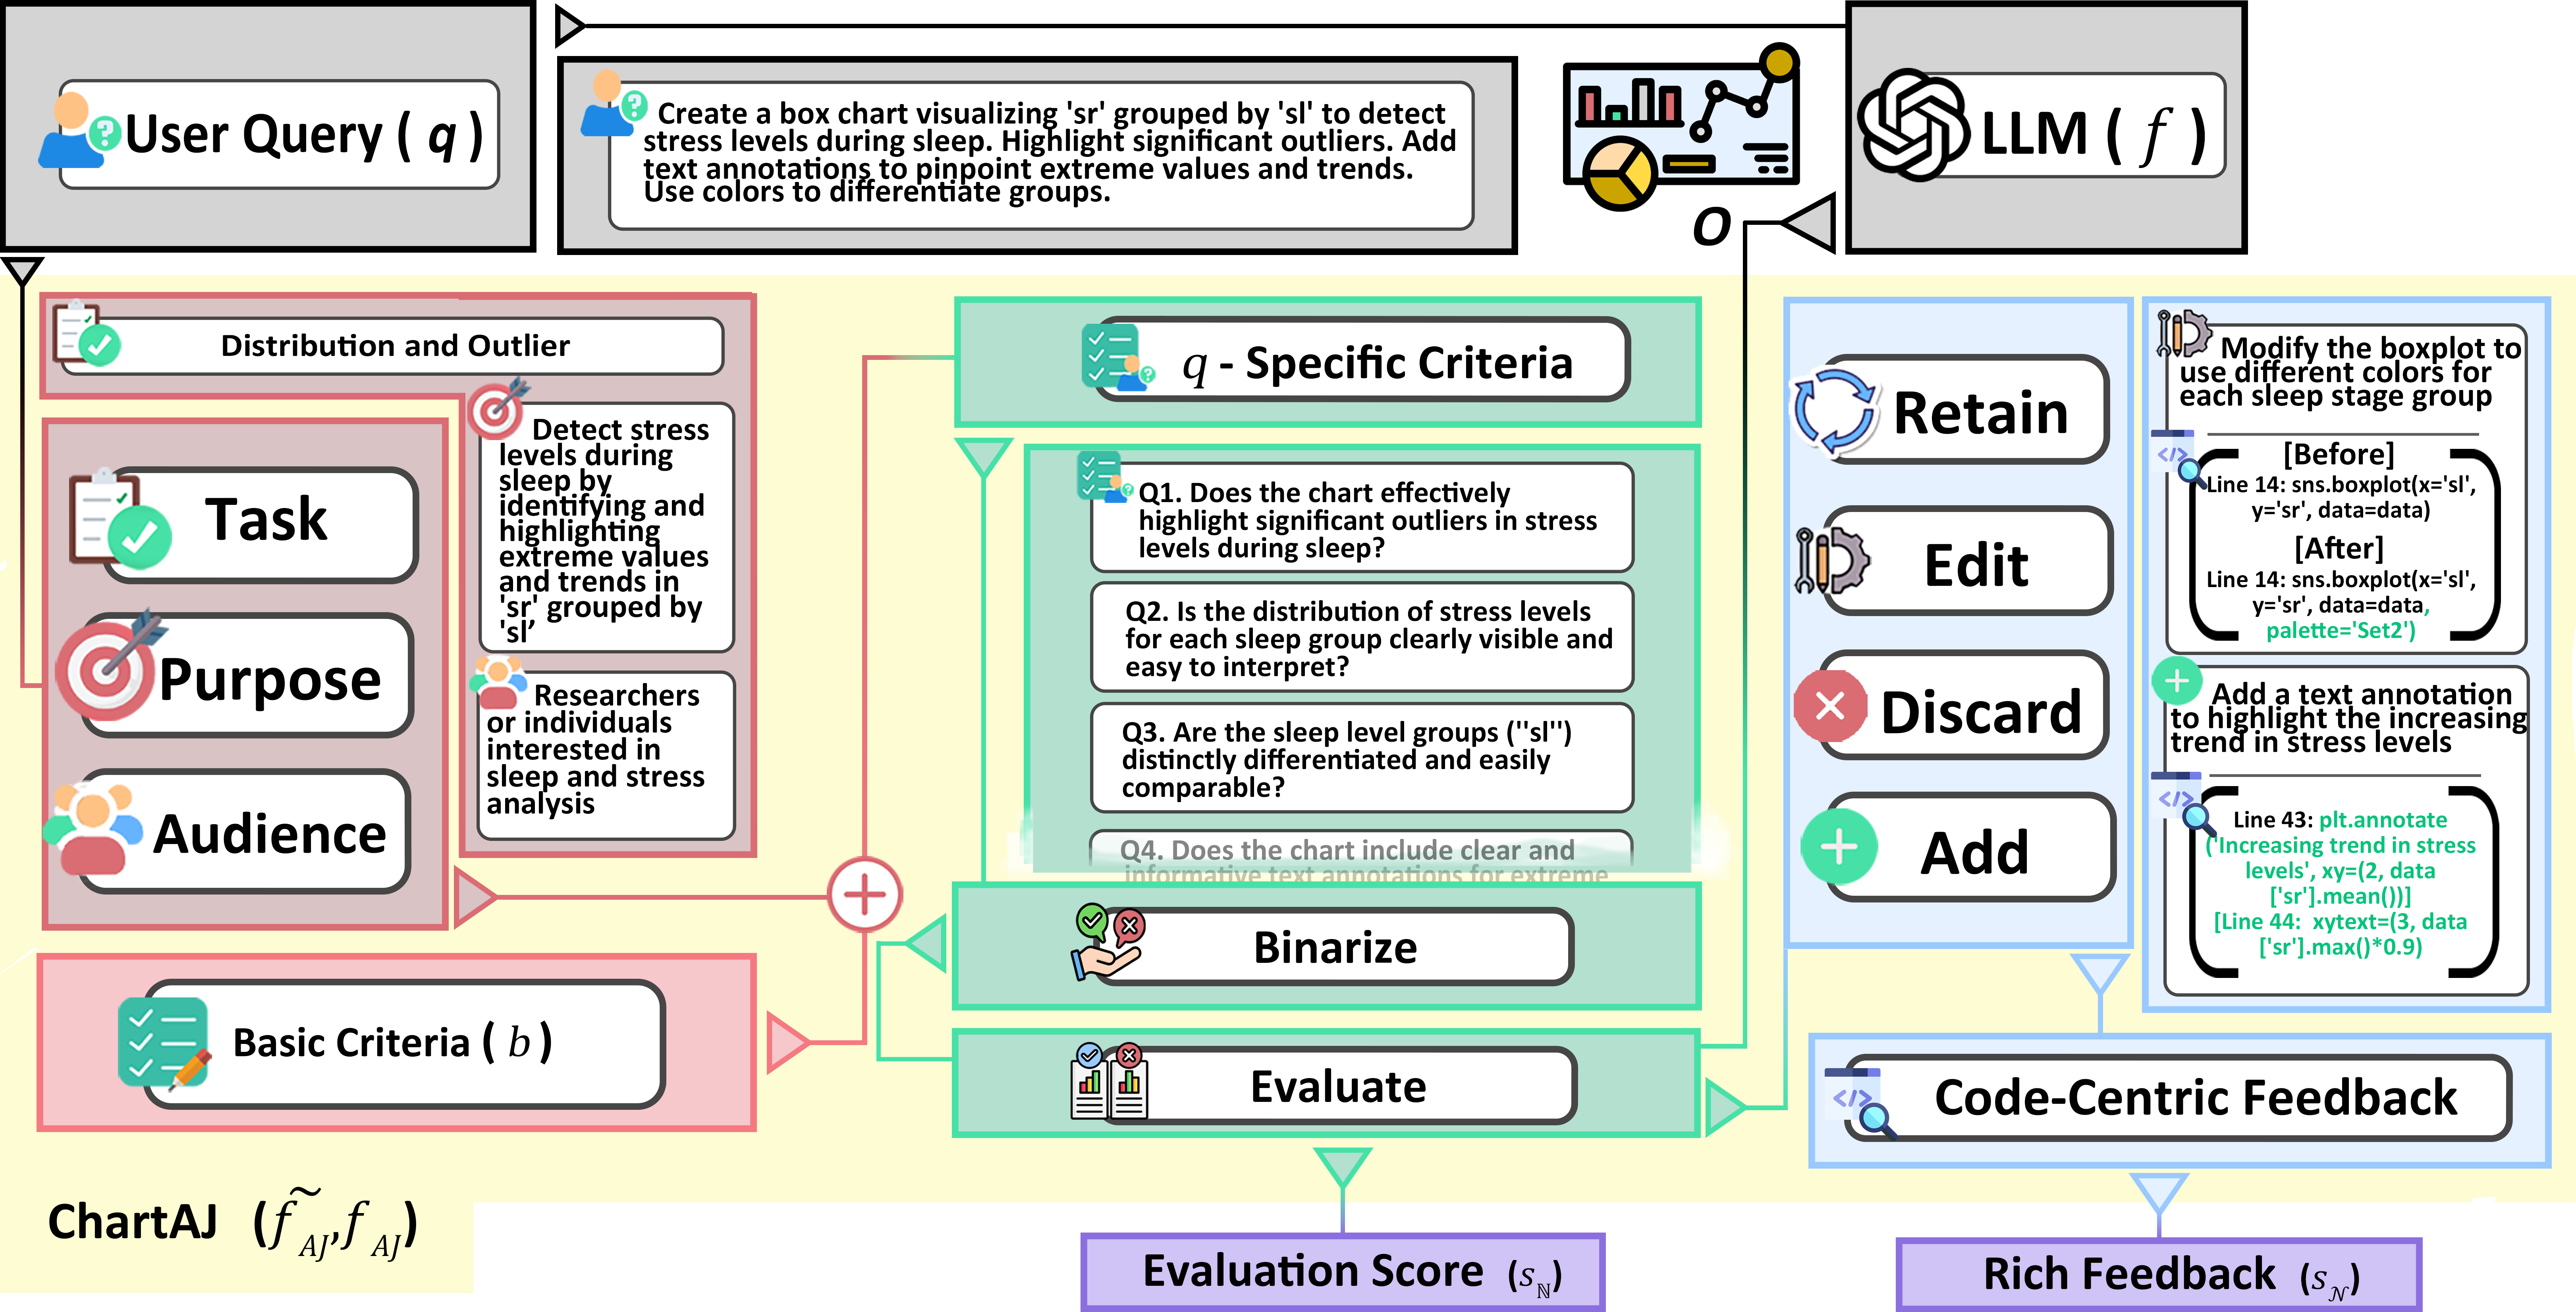 User Query ( q )
Create a box chart visualizing 'sr' grouped by 'sl' to detect
stress levels during sleep. Highlight significant outliers. Add
text annotations to pinpoint extreme values and trends.
Use colors to differentiate groups.
O
LLM ( f )
Distribution and Outlier
Task
Purpose
Audience
Detect stress
levels during
sleep by
identifying and
highlighting
extreme values
and trends in
'sr' grouped by
'sl'
Researchers
or individuals
interested in
sleep and stress
analysis
Basic Criteria ( b )
ChartAJ (f̃ AJ, f AJ)
q - Specific Criteria
Q1. Does the chart effectively
highlight significant outliers in stress
levels during sleep?
Q2. Is the distribution of stress levels
for each sleep group clearly visible and
easy to interpret?
Q3. Are the sleep level groups ("sl")
distinctly differentiated and easily
comparable?
Q4. Does the chart include clear and
informative text annotations for extreme
Binarize
Evaluate
Evaluation Score (sℕ)
Retain
Edit
Discard
Add
Modify the boxplot to
use different colors for
each sleep stage group
</>
[Before]
Line 14: sns.boxplot(x='sl',
y='sr', data=data)
[After]
Line 14: sns.boxplot(x='sl',
y='sr', data=data,
palette='Set2')
Add a text annotation
to highlight the increasing
trend in stress levels
</>
Line 43: plt.annotate
('Increasing trend in stress
levels', xy=(2, data
['sr'].mean())]
[Line 44: xytext=(3, data
['sr'].max()*0.9)
</>
Code-Centric Feedback
Rich Feedback (s𝒩)